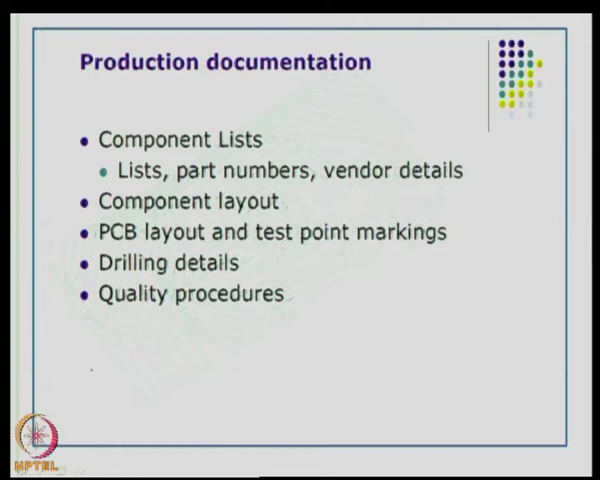 Production documentation
Component Lists
Lists, part numbers, vendor details
Component layout
PCB layout and test point markings
Drilling details
Quality procedures
NPTEL